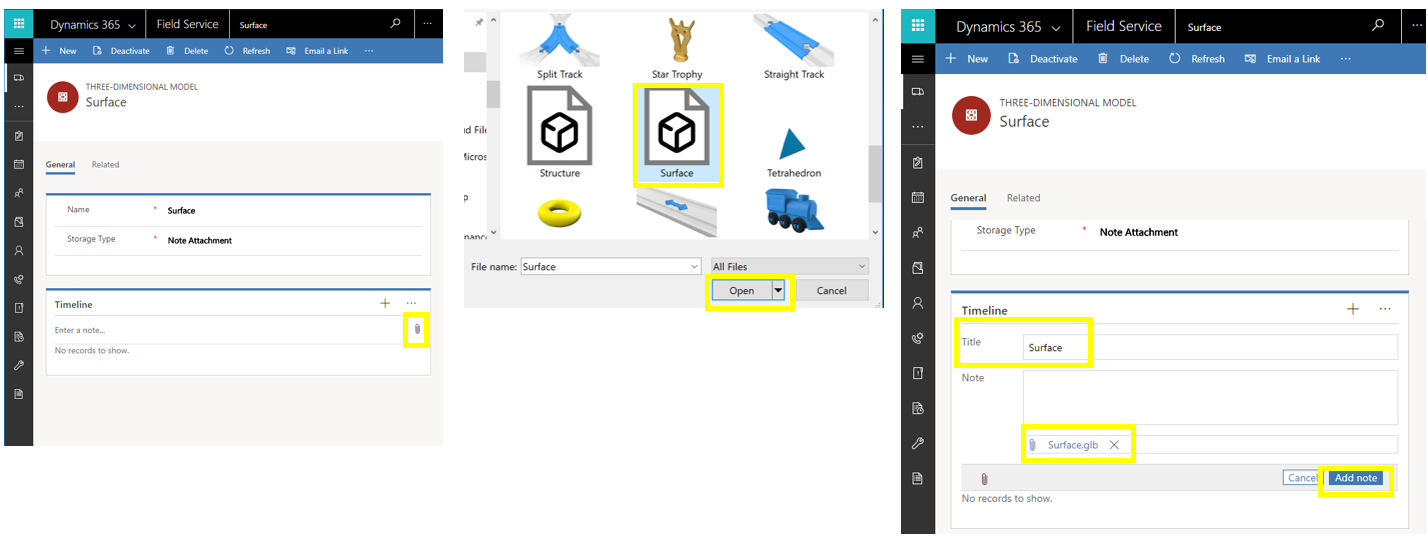 Dynamics 365 Field Service Surface
New Deactivate Delete Refresh Email a Link ...
THREE-DIMENSIONAL MODEL
Surface
General Related
Name * Surface
Storage Type * Note Attachment
Timeline
Enter a note...
No records to show.
Split Track Star Trophy Straight Track
nd File
Micros
Structure Surface Tetrahedron
p
nanc
File name: Surface All Files
Open Cancel
Dynamics 365 Field Service Surface
New Deactivate Delete Refresh Email a Link ...
THREE-DIMENSIONAL MODEL
Surface
General Related
Storage Type * Note Attachment
Timeline
Title Surface
Note
Surface.glb
Cancel Add note
No records to show.